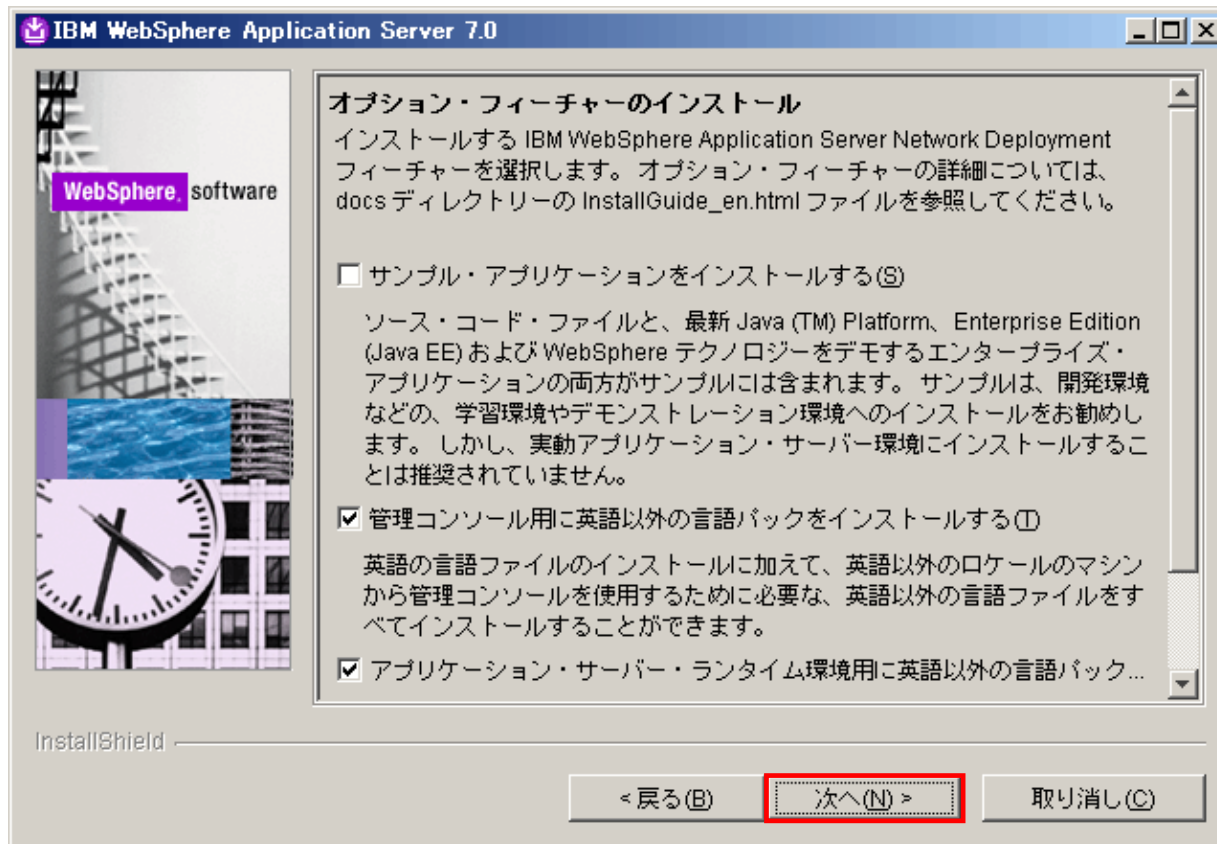 IBM WebSphere Application Server 7.0
WebSphere. software
オプション・フィーチャーのインストール
インストールする IBM WebSphere Application Server Network Deployment
フィーチャーを選択します。 オプション・フィーチャーの詳細については、
docs ディレクトリーの InstallGuide_en.html ファイルを参照してください。
サンプル・アプリケーションをインストールする(S)
ソース・コード・ファイルと、最新 Java (TM) Platform、Enterprise Edition
(Java EE) および WebSphere テクノロジーをデモするエンタープライズ・
アプリケーションの両方がサンプルには含まれます。 サンプルは、開発環境
などの、学習環境やデモンストレーション環境へのインストールをお勧めし
ます。 しかし、実動アプリケーション・サーバー環境にインストールするこ
とは推奨されていません。
管理コンソール用に英語以外の言語パックをインストールする(T)
英語の言語ファイルのインストールに加えて、英語以外のロケールのマシン
から管理コンソールを使用するために必要な、英語以外の言語ファイルをす
べてインストールすることができます。
アプリケーション・サーバー・ランタイム環境用に英語以外の言語パック...
InstallShield
< 戻る(B)
次へ(N) >
取り消し(C)